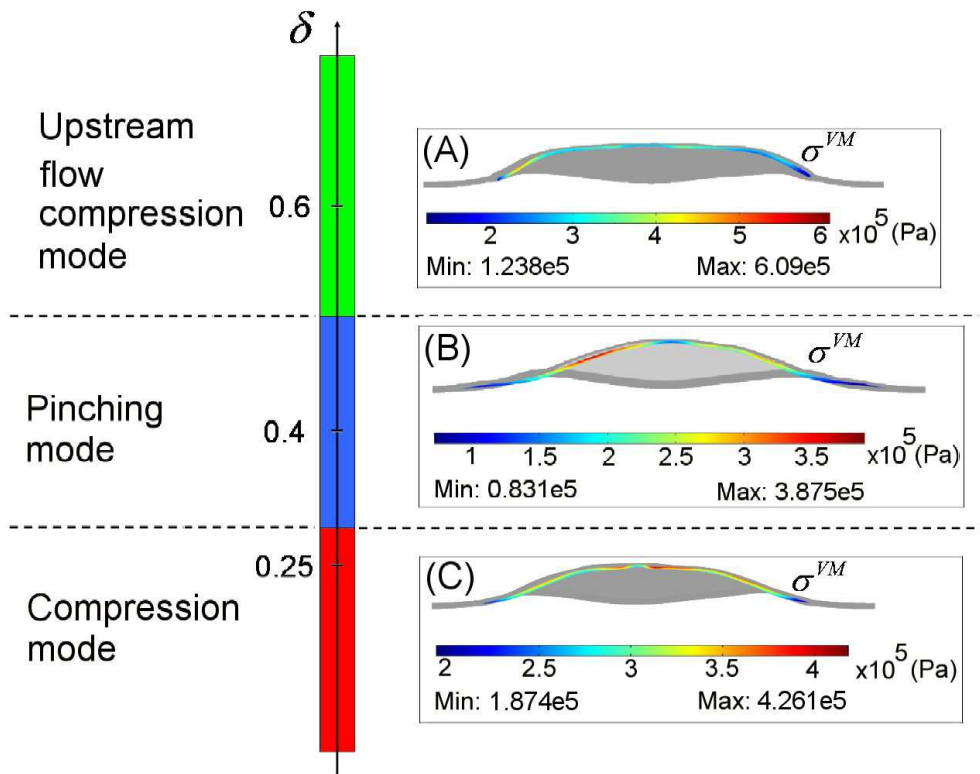 δ
Upstream
flow
compression
mode
0.6
Pinching
mode
0.4
0.25
Compression
mode
(A)
σ^VM
2 3 4 5 6 x10^5 (Pa)
Min: 1.238e5 Max: 6.09e5
(B)
σ^VM
1 1.5 2 2.5 3 3.5 x10^5 (Pa)
Min: 0.831e5 Max: 3.875e5
(C)
σ^VM
2 2.5 3 3.5 4 x10^5 (Pa)
Min: 1.874e5 Max: 4.261e5